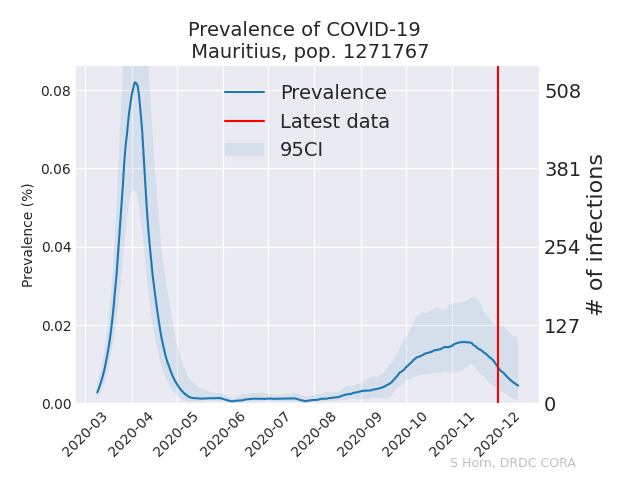 Prevalence of COVID-19
Mauritius, pop. 1271767
Prevalence
Latest data
95CI
Prevalence (%)
0.08
0.06
0.04
0.02
0.00
508
381
254
127
0
# of infections
2020-03
2020-04
2020-05
2020-06
2020-07
2020-08
2020-09
2020-10
2020-11
2020-12
S Horn, DRDC CORA